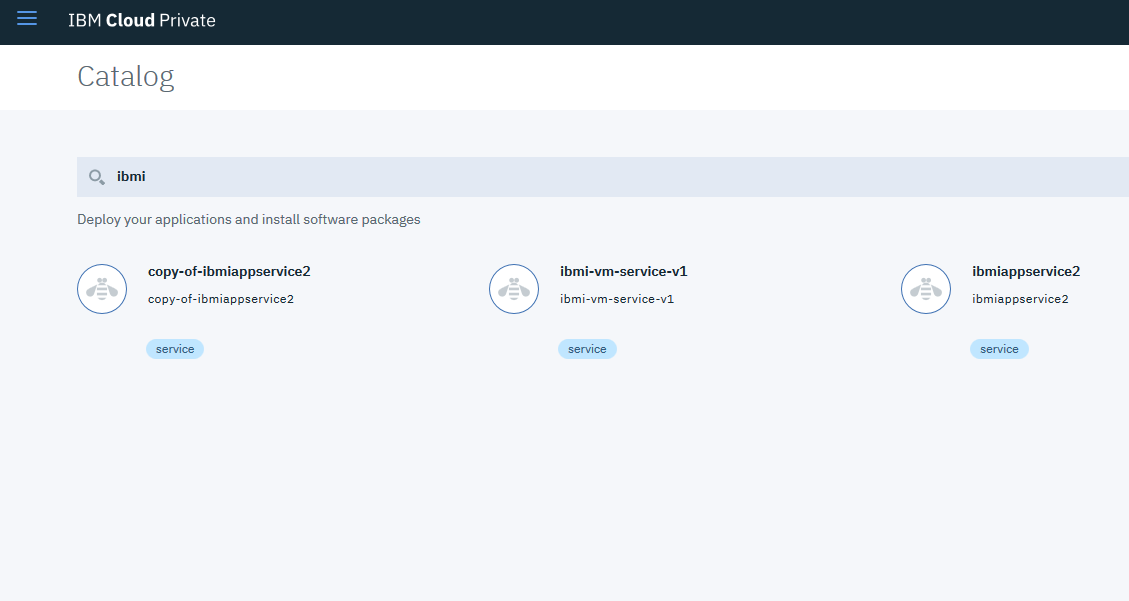 IBM Cloud Private
Catalog
ibmi
Deploy your applications and install software packages
copy-of-ibmiappservice2
copy-of-ibmiappservice2
service
ibmi-vm-service-v1
ibmi-vm-service-v1
service
ibmiappservice2
ibmiappservice2
service